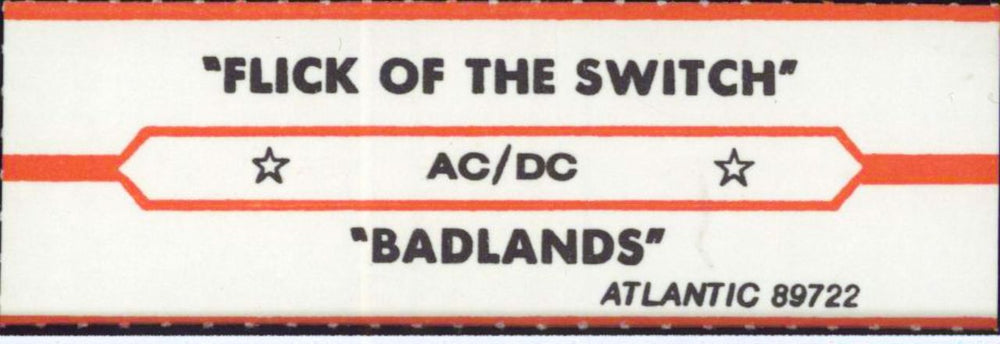 "FLICK OF THE SWITCH"
☆ AC/DC ☆
"BADLANDS"
ATLANTIC 89722